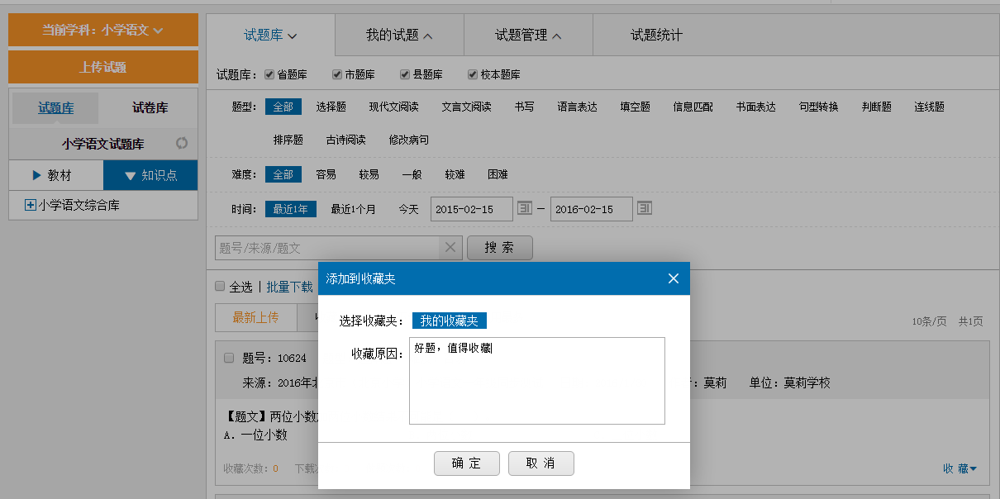 当前学科：小学语文
上传试题
试题库 试卷库
小学语文试题库
教材 知识点
小学语文综合库
试题库 我的试题 试题管理 试题统计
试题库： 省题库 市题库 县题库 校本题库
题型： 全部 选择题 现代文阅读 文言文阅读 书写 语言表达 填空题 信息匹配 书面表达 句型转换 判断题 连线题
排序题 古诗阅读 修改病句
难度： 全部 容易 较易 一般 较难 困难
时间： 最近1年 最近1个月 今天 2015-02-15 31 — 2016-02-15 31
题号/来源/题文 搜 索
全选 | 批量下载
最新上传
10条/页 共1页
题号：10624
来源：2016年北
莫莉 单位：莫莉学校
【题文】两位小数
A．一位小数
收藏次数：0 下载
收 藏
添加到收藏夹
选择收藏夹： 我的收藏夹
收藏原因： 好题，值得收藏
确 定 取 消